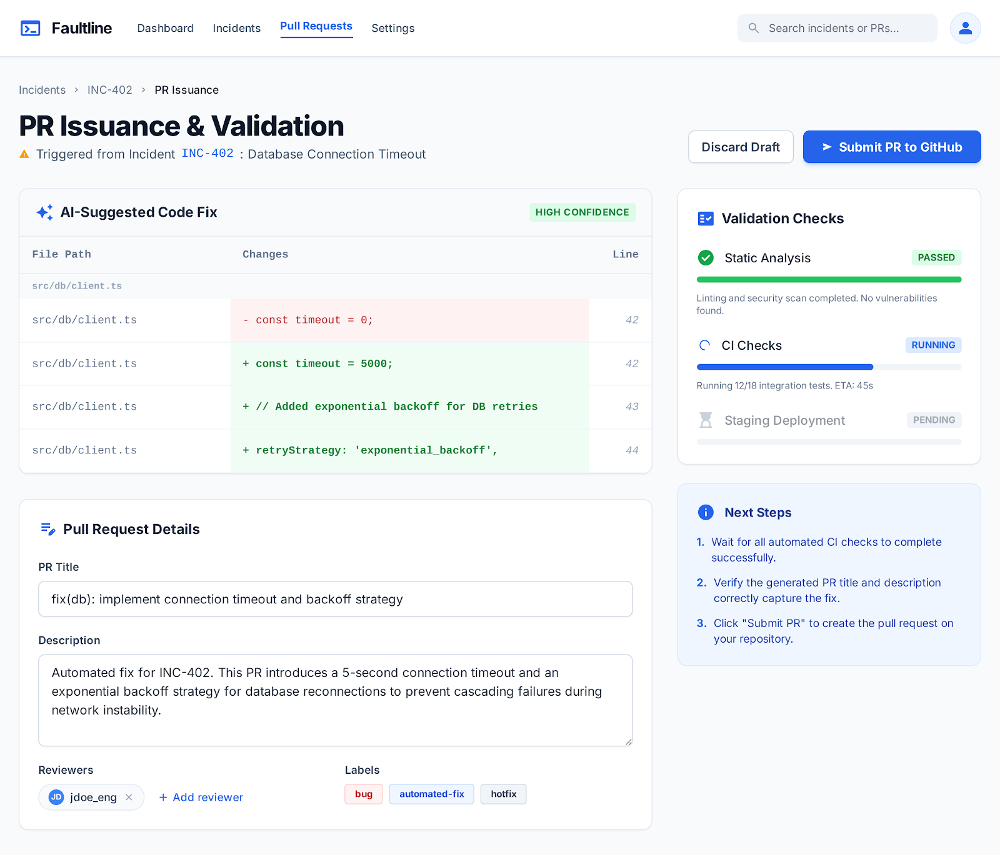 Faultline
Dashboard
Incidents
Pull Requests
Settings
Search incidents or PRs...
Incidents › INC-402 › PR Issuance
PR Issuance & Validation
Triggered from Incident INC-402 : Database Connection Timeout
Discard Draft
Submit PR to GitHub
AI-Suggested Code Fix
HIGH CONFIDENCE
File Path Changes Line
src/db/client.ts
src/db/client.ts - const timeout = 0; 42
src/db/client.ts + const timeout = 5000; 42
src/db/client.ts + // Added exponential backoff for DB retries 43
src/db/client.ts + retryStrategy: 'exponential_backoff', 44
Pull Request Details
PR Title
fix(db): implement connection timeout and backoff strategy
Description
Automated fix for INC-402. This PR introduces a 5-second connection timeout and an
exponential backoff strategy for database reconnections to prevent cascading failures during
network instability.
Reviewers
JD jdoe_eng ×
+ Add reviewer
Labels
bug
automated-fix
hotfix
Validation Checks
Static Analysis
PASSED
Linting and security scan completed. No vulnerabilities
found.
CI Checks
RUNNING
Running 12/18 integration tests. ETA: 45s
Staging Deployment
PENDING
Next Steps
1. Wait for all automated CI checks to complete
successfully.
2. Verify the generated PR title and description
correctly capture the fix.
3. Click "Submit PR" to create the pull request on
your repository.